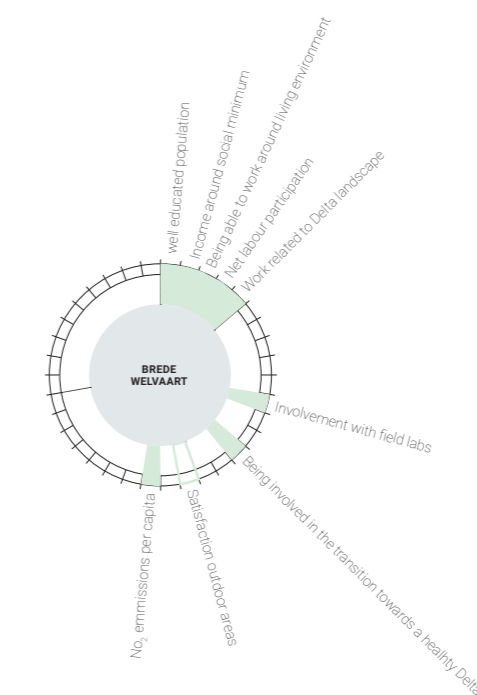 well educated population
Income around social minimum
Being able to work around living environment
Net labour participation
Work related to Delta landscape
BREDE
WELVAART
Involvement with field labs
Being involved in the transition towards a healhty Delta
Satisfaction outdoor areas
No₂ emmissions per capita